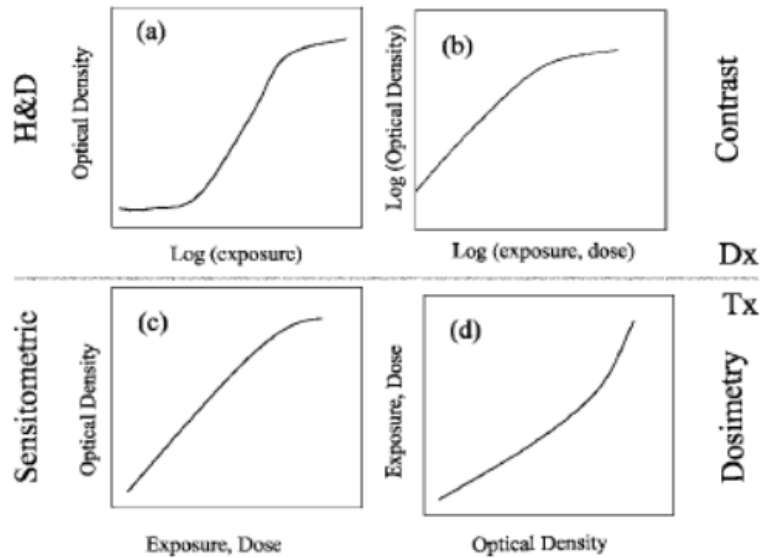 H&D
(a)
Optical Density
Log (exposure)
(b)
Log (Optical Density)
Log (exposure, dose)
Contrast
Dx
Tx
Sensitometric
(c)
Optical Density
Exposure, Dose
(d)
Exposure, Dose
Optical Density
Dosimetry